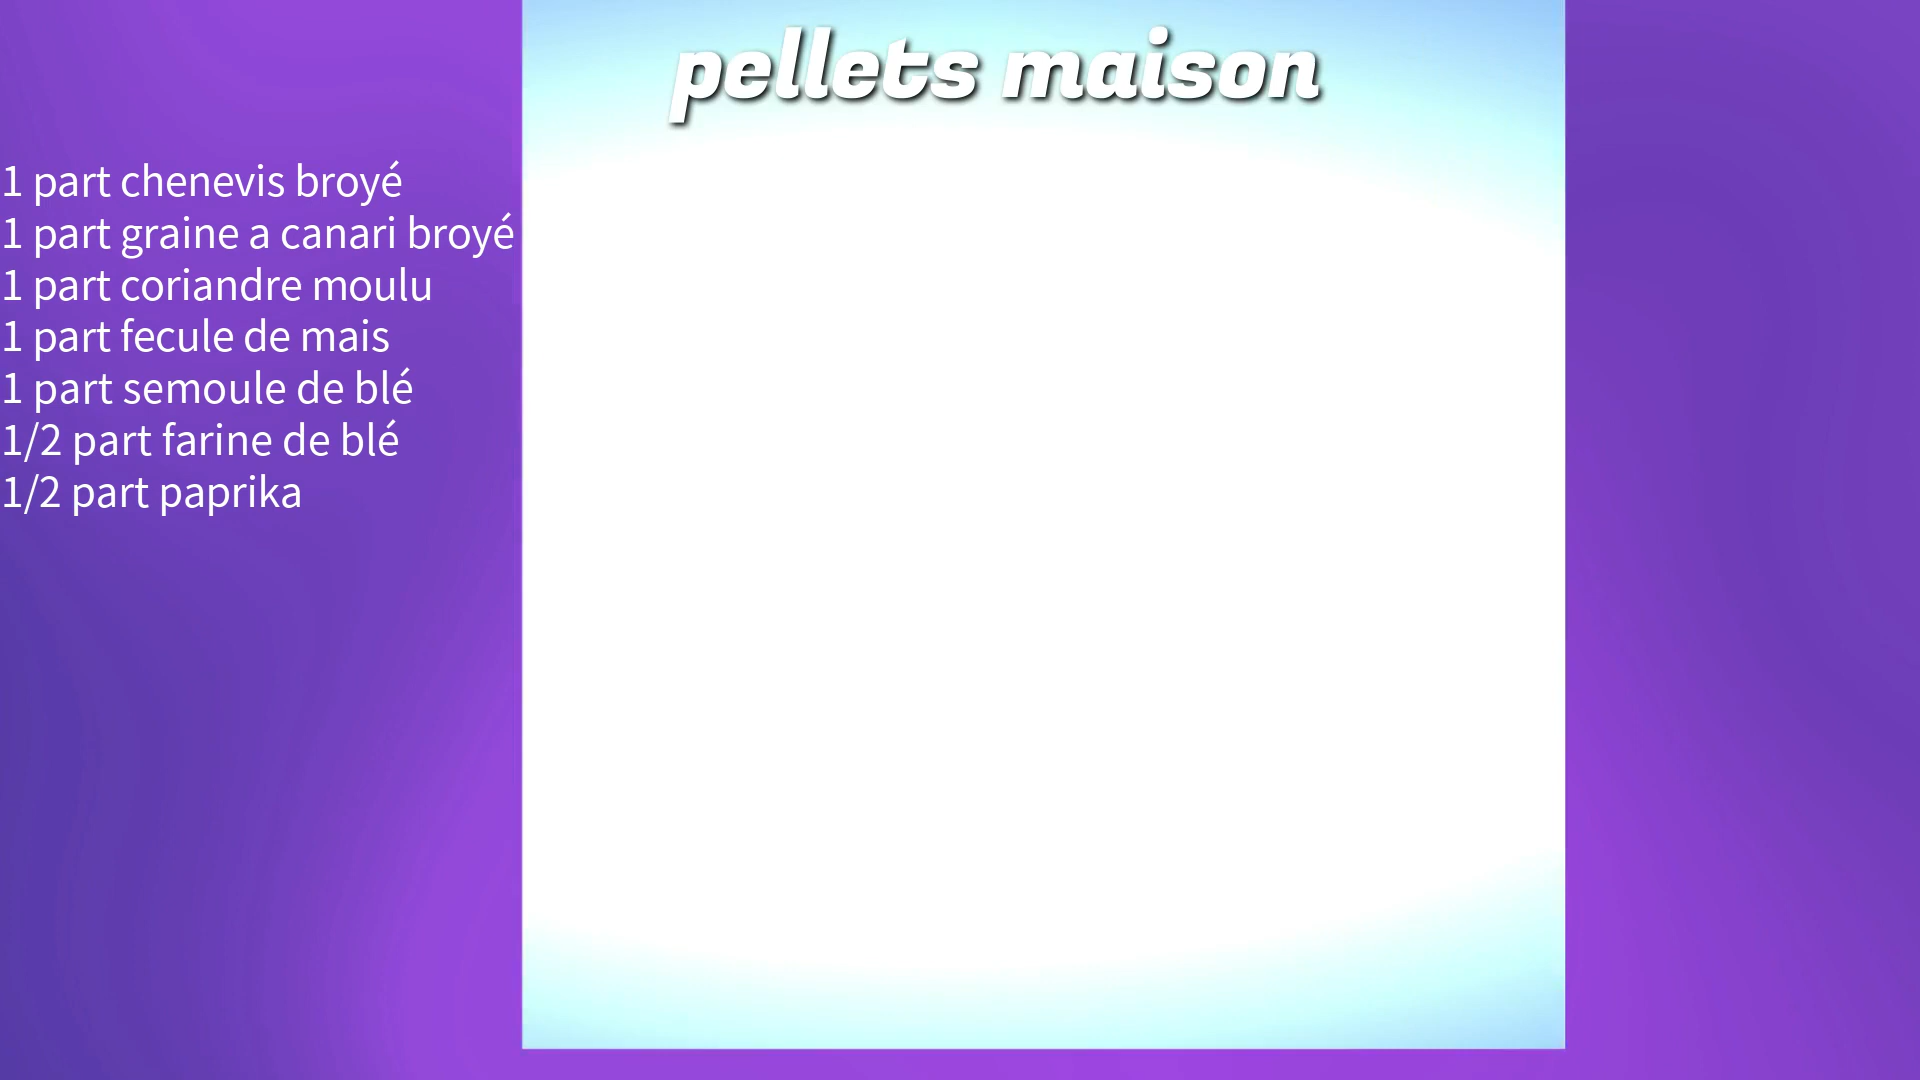 pellets maison
1 part chenevis broyé
1 part graine a canari broyé
1 part coriandre moulu
1 part fecule de mais
1 part semoule de blé
1/2 part farine de blé
1/2 part paprika